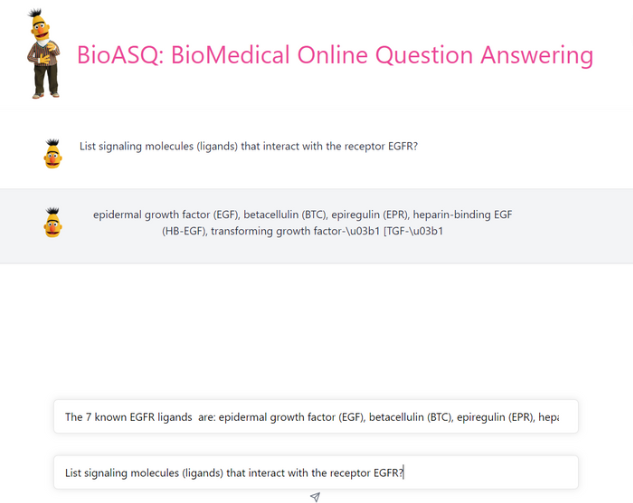 BioASQ: BioMedical Online Question Answering
List signaling molecules (ligands) that interact with the receptor EGFR?
epidermal growth factor (EGF), betacellulin (BTC), epiregulin (EPR), heparin-binding EGF
(HB-EGF), transforming growth factor-\u03b1 [TGF-\u03b1
The 7 known EGFR ligands are: epidermal growth factor (EGF), betacellulin (BTC), epiregulin (EPR), hepa
List signaling molecules (ligands) that interact with the receptor EGFR?